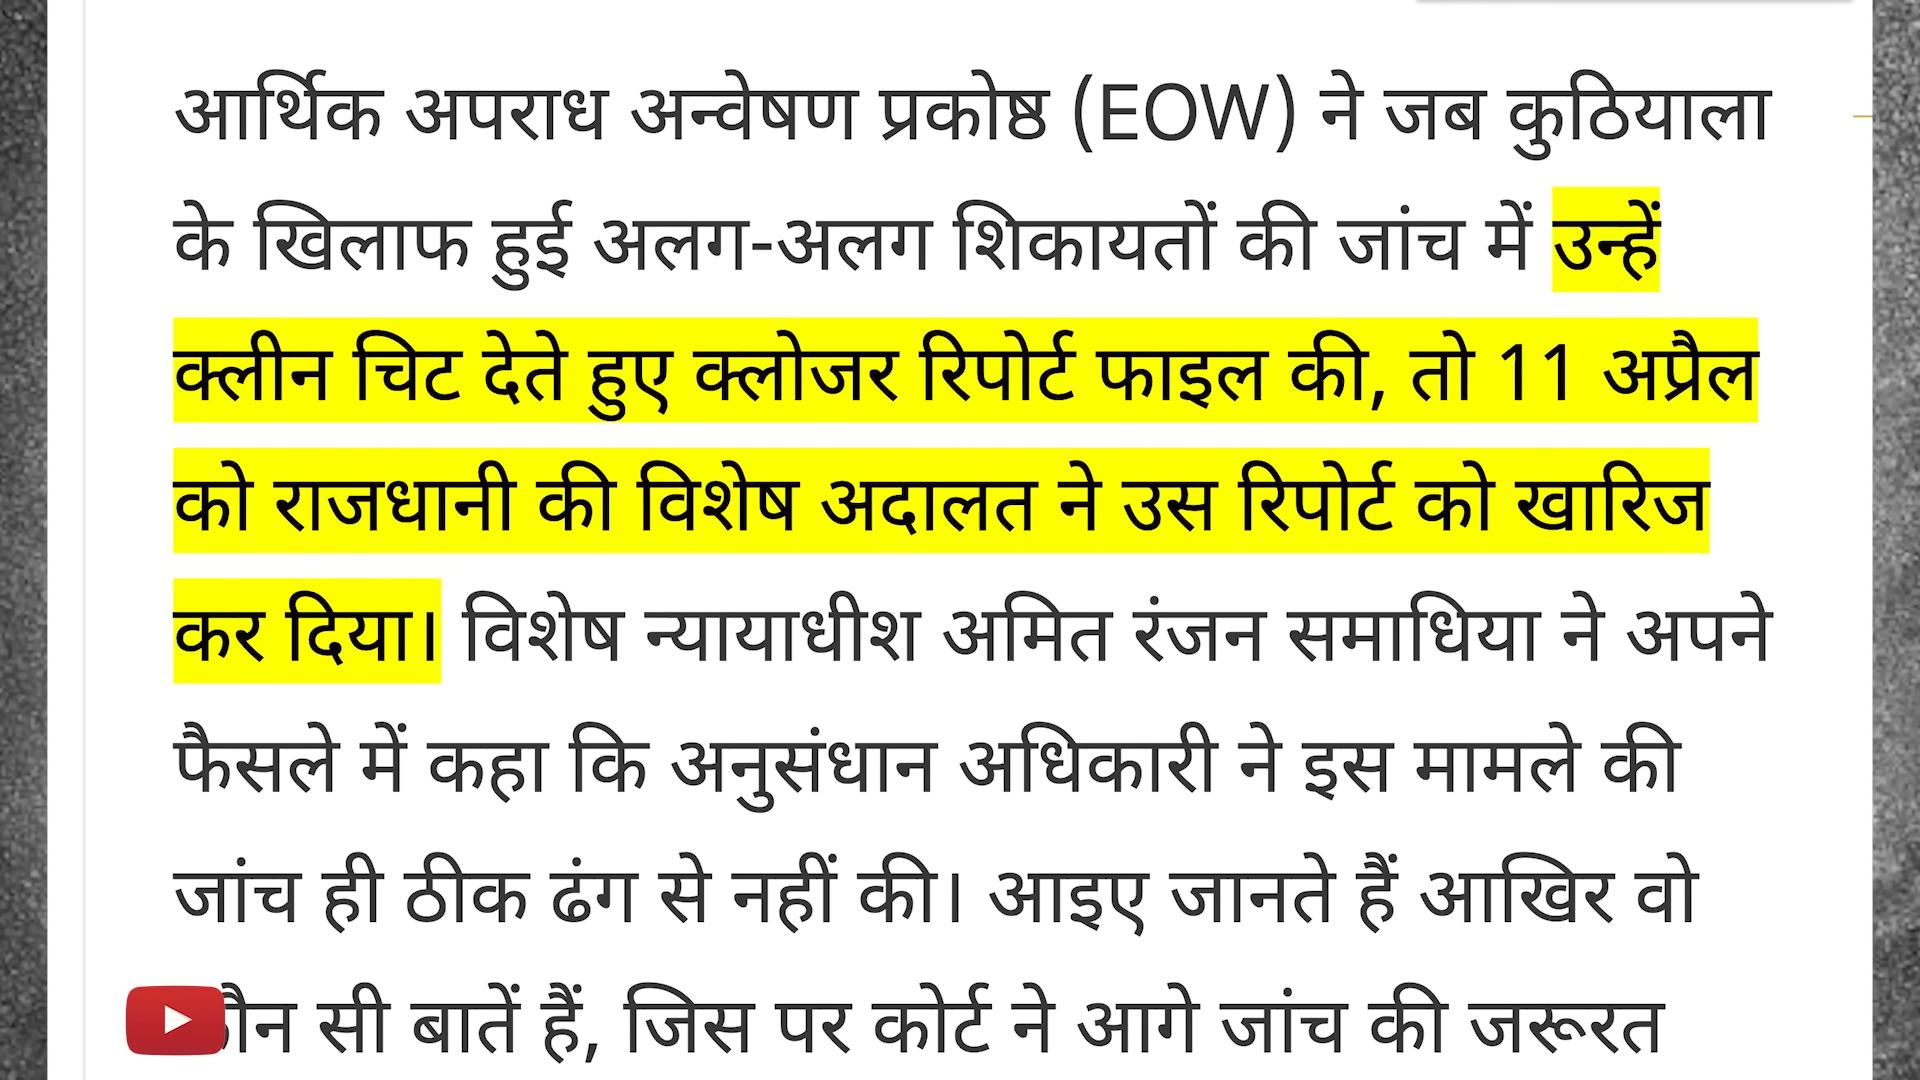 आर्थिक अपराध अन्वेषण प्रकोष्ठ (EOW) ने जब कुठियाला
के खिलाफ हुई अलग-अलग शिकायतों की जांच में उन्हें
क्लीन चिट देते हुए क्लोजर रिपोर्ट फाइल की, तो 11 अप्रैल
को राजधानी की विशेष अदालत ने उस रिपोर्ट को खारिज
कर दिया। विशेष न्यायाधीश अमित रंजन समाधिया ने अपने
फैसले में कहा कि अनुसंधान अधिकारी ने इस मामले की
जांच ही ठीक ढंग से नहीं की। आइए जानते हैं आखिर वो
सी बातें हैं, जिस पर कोर्ट ने आगे जांच की जरूरत